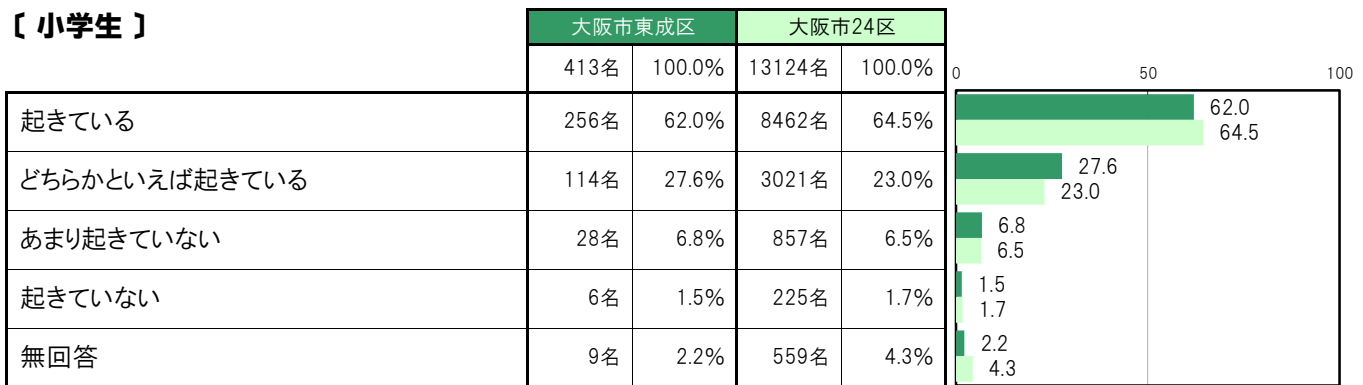 〔 小学生 〕
大阪市東成区 大阪市24区
413名 100.0% 13124名 100.0%
0 50 100
起きている 256名 62.0% 8462名 64.5%
62.0
64.5
どちらかといえば起きている 114名 27.6% 3021名 23.0%
27.6
23.0
あまり起きていない 28名 6.8% 857名 6.5%
6.8
6.5
起きていない 6名 1.5% 225名 1.7%
1.5
1.7
無回答 9名 2.2% 559名 4.3%
2.2
4.3